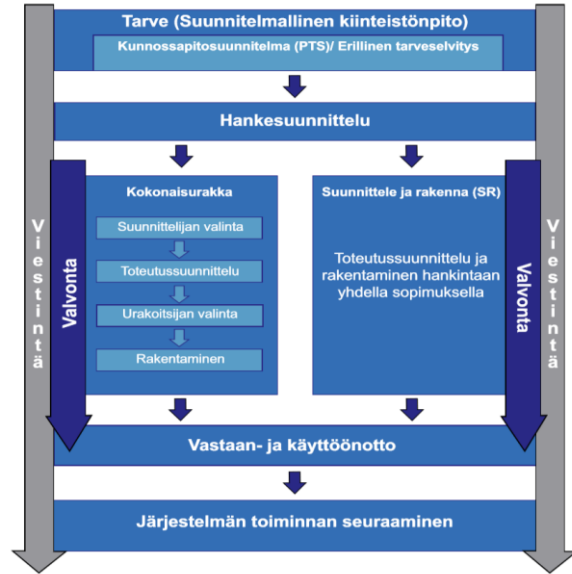 Tarve (Suunnitelmallinen kiinteistönpito)
Kunnossapitosuunnitelma (PTS)/ Erillinen tarveselvitys
Hankesuunnittelu
Viestintä
Valvonta
Kokonaisurakka
Suunnittelijan valinta
Toteutussuunnittelu
Urakoitsijan valinta
Rakentaminen
Suunnittele ja rakenna (SR)
Toteutussuunnittelu ja
rakentaminen hankintaan
yhdella sopimuksella
Valvonta
Viestintä
Vastaan- ja käyttöönotto
Järjestelmän toiminnan seuraaminen